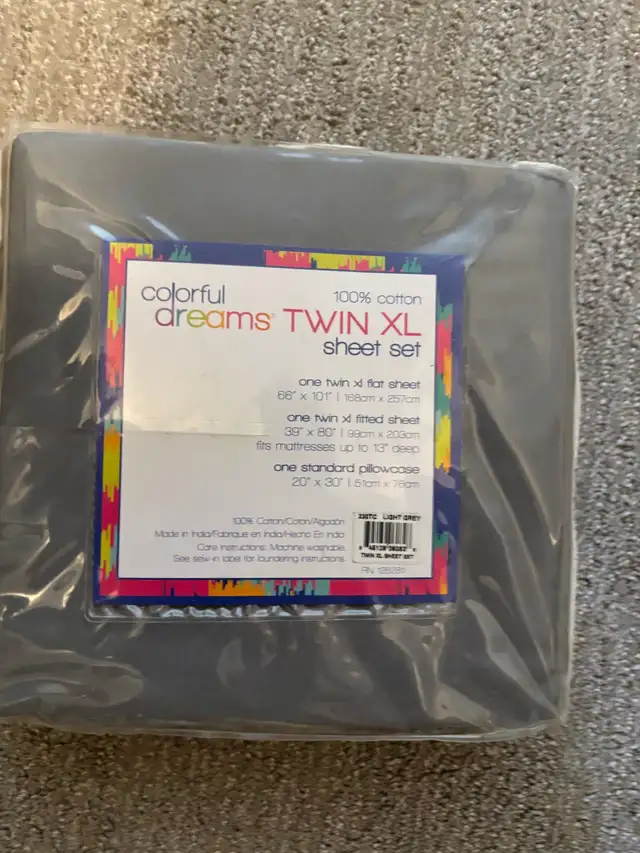 colorful
100% cotton
dreams® TWIN XL
sheet set
one twin xl flat sheet
66" x 101" | 168cm x 257cm
one twin xl fitted sheet
39" x 80" | 99cm x 203cm
fits mattresses up to 13" deep
one standard pillowcase
20" x 30" | 51cm x 76cm
100% Cotton/Coton/Algodón
Made in India/Fabriqué en India/Hecho En India
Care Instructions: Machine washable.
See sew-in label for laundering instructions.
330TC LIGHT GREY
TWIN XL SHEET SET